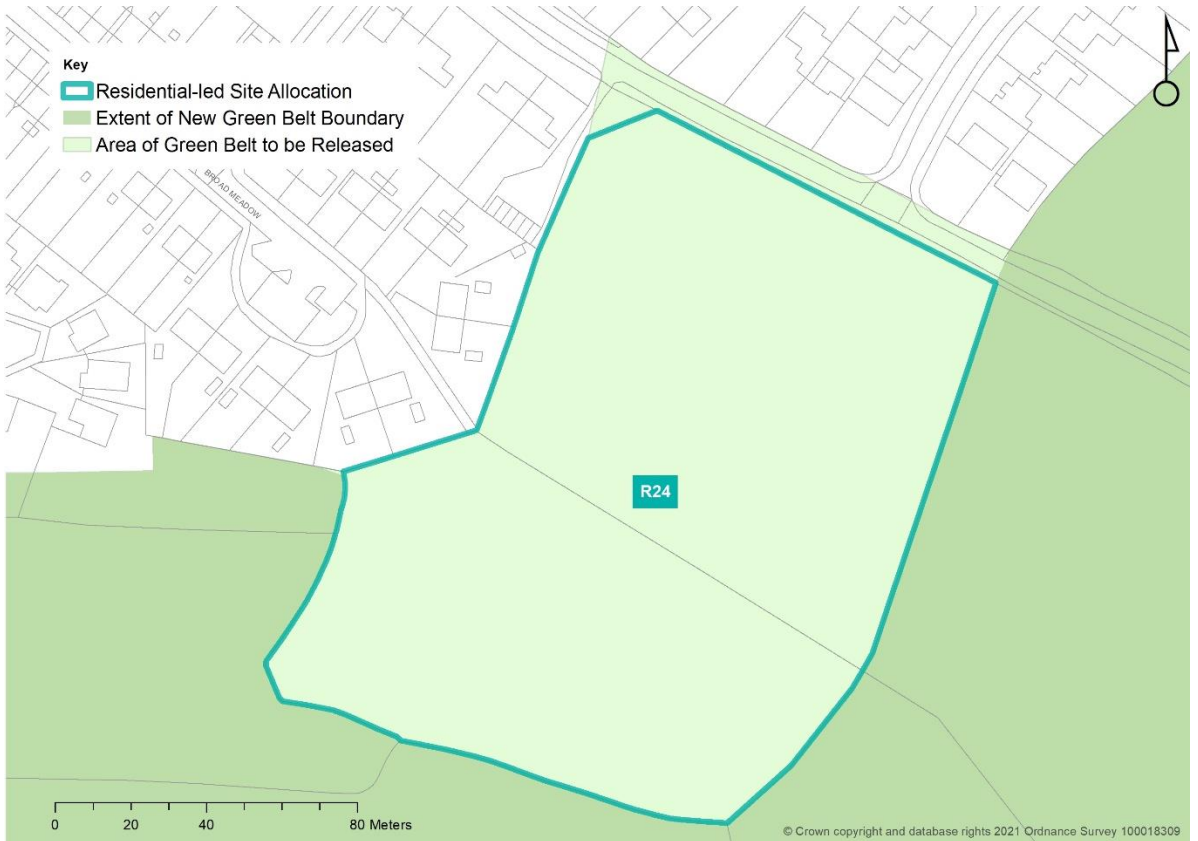 Key
Residential-led Site Allocation
Extent of New Green Belt Boundary
Area of Green Belt to be Released
BROAD MEADOW
R24
0 20 40 80 Meters
© Crown copyright and database rights 2021 Ordnance Survey 100018309